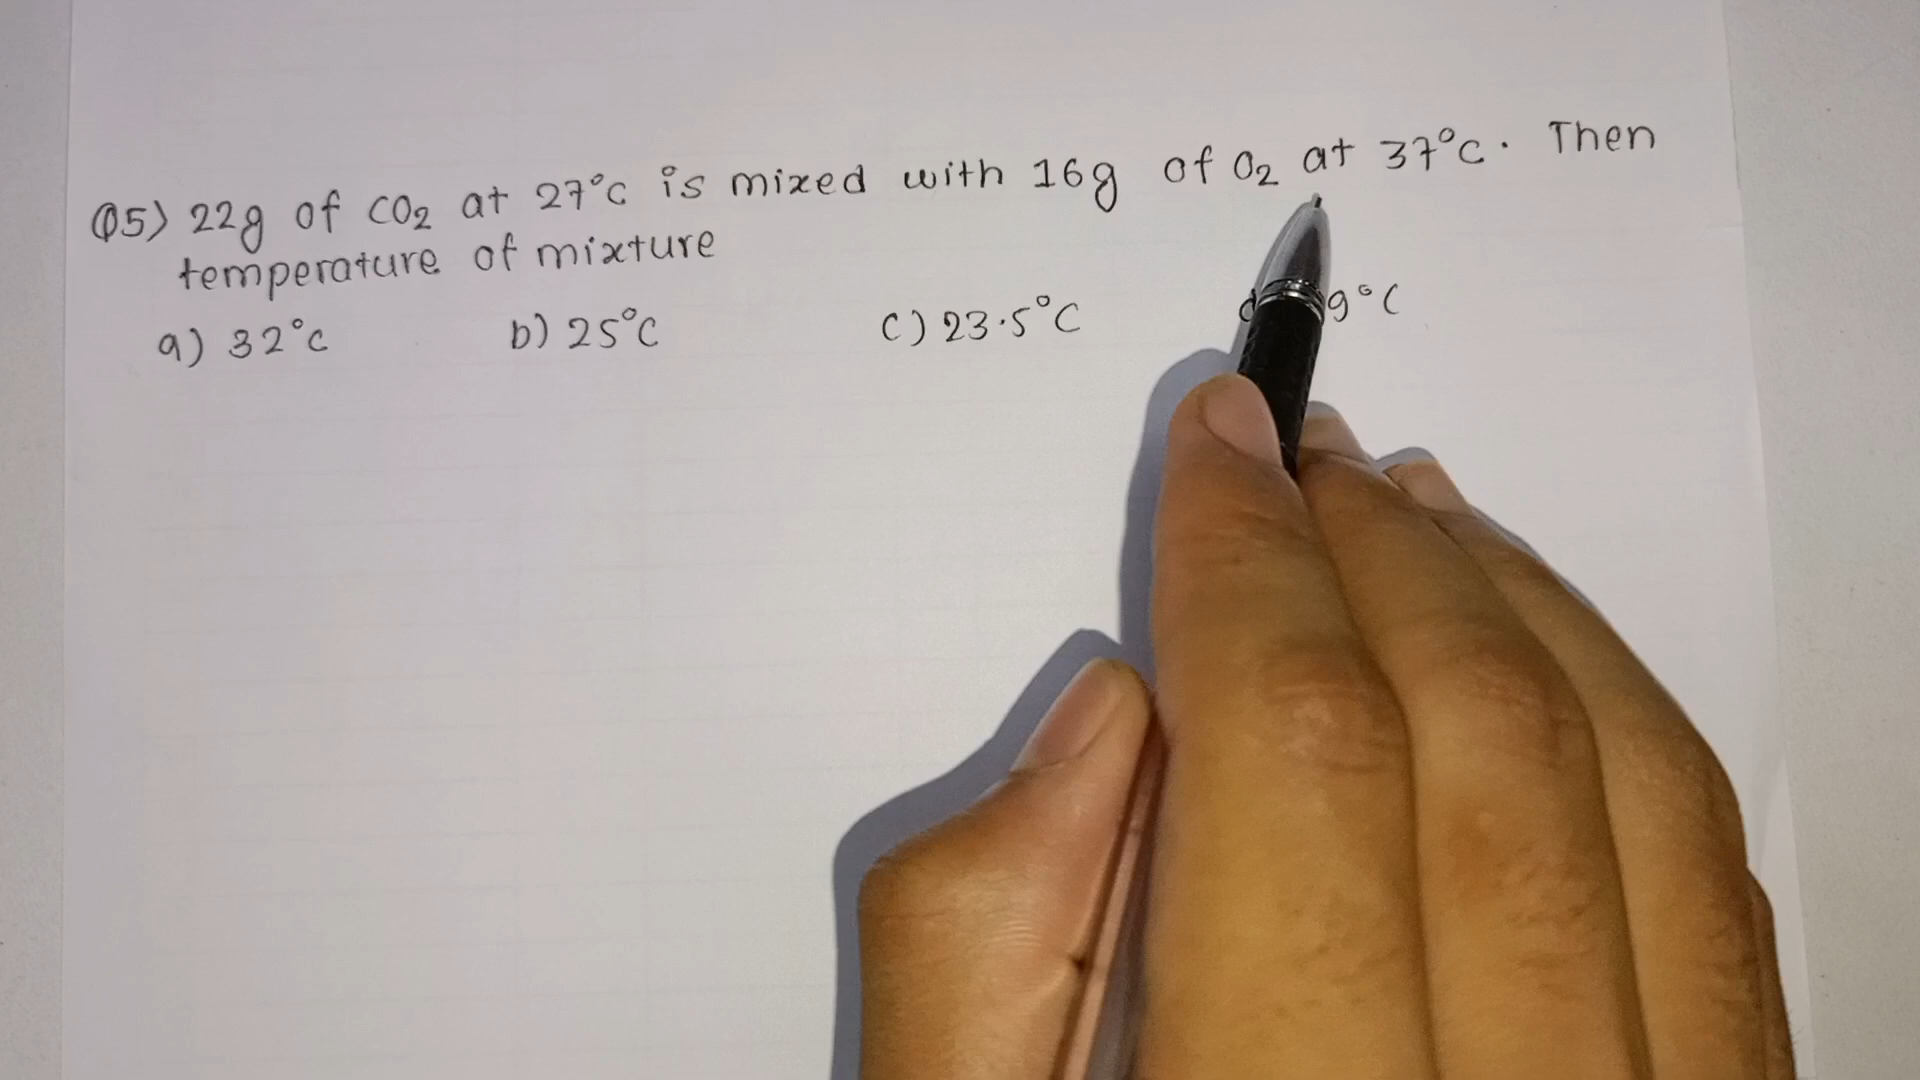 Q5) 22g of CO2 at 27°C is mixed with 16g of O2 at 37°C. Then
temperature of mixture
a) 32°C b) 25°C C) 23.5°C 9°C